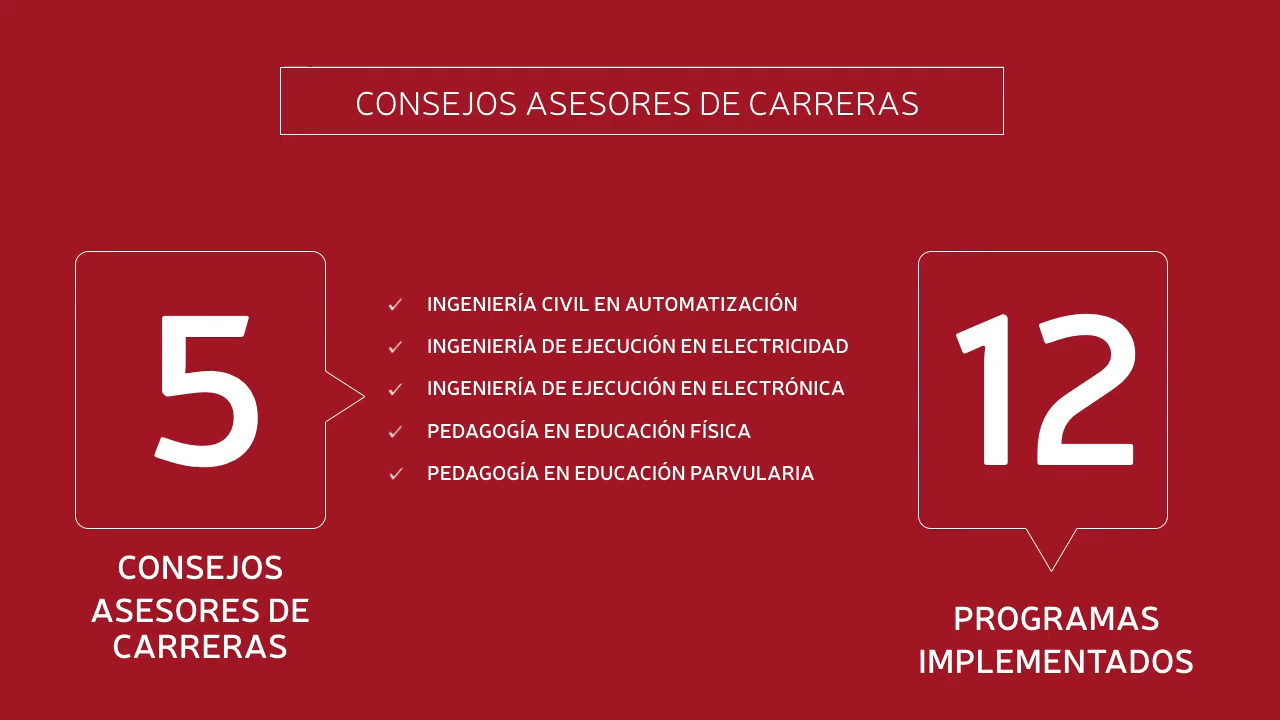 CONSEJOS ASESORES DE CARRERAS
5
CONSEJOS
ASESORES DE
CARRERAS
INGENIERÍA CIVIL EN AUTOMATIZACIÓN
INGENIERÍA DE EJECUCIÓN EN ELECTRICIDAD
INGENIERÍA DE EJECUCIÓN EN ELECTRÓNICA
PEDAGOGÍA EN EDUCACIÓN FÍSICA
PEDAGOGÍA EN EDUCACIÓN PARVULARIA
12
PROGRAMAS
IMPLEMENTADOS